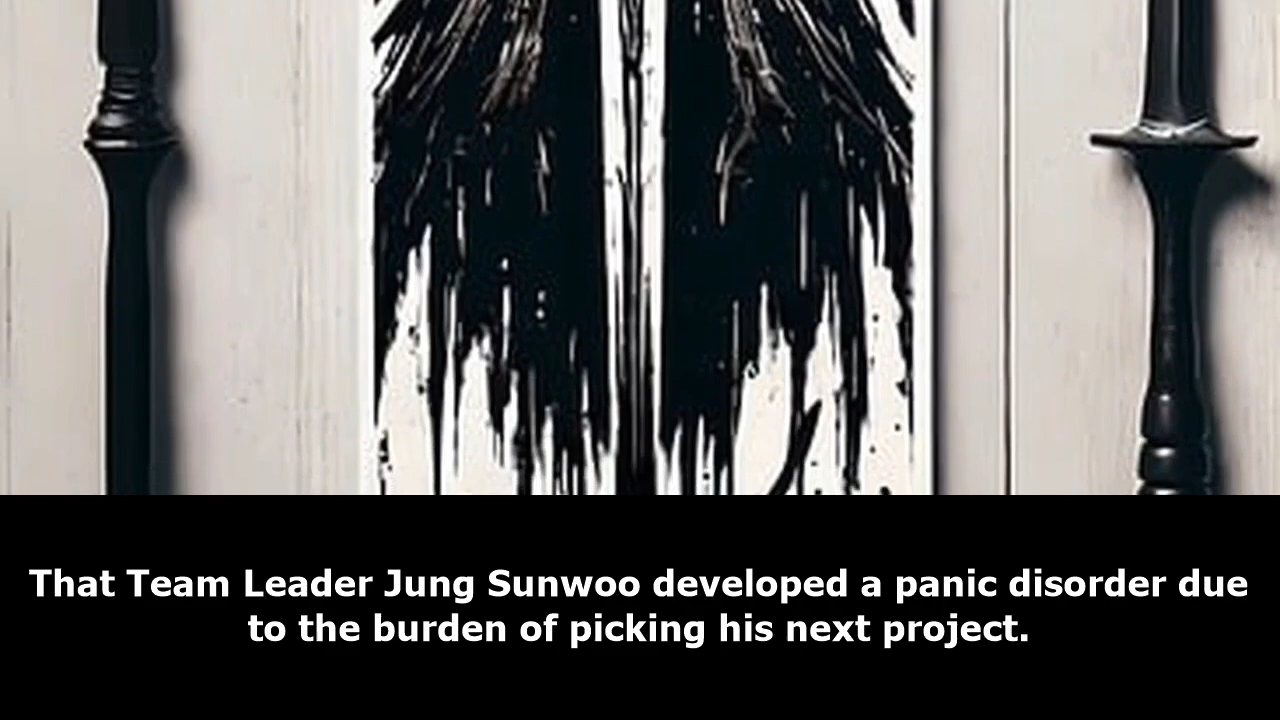 That Team Leader Jung Sunwoo developed a panic disorder due
to the burden of picking his next project.